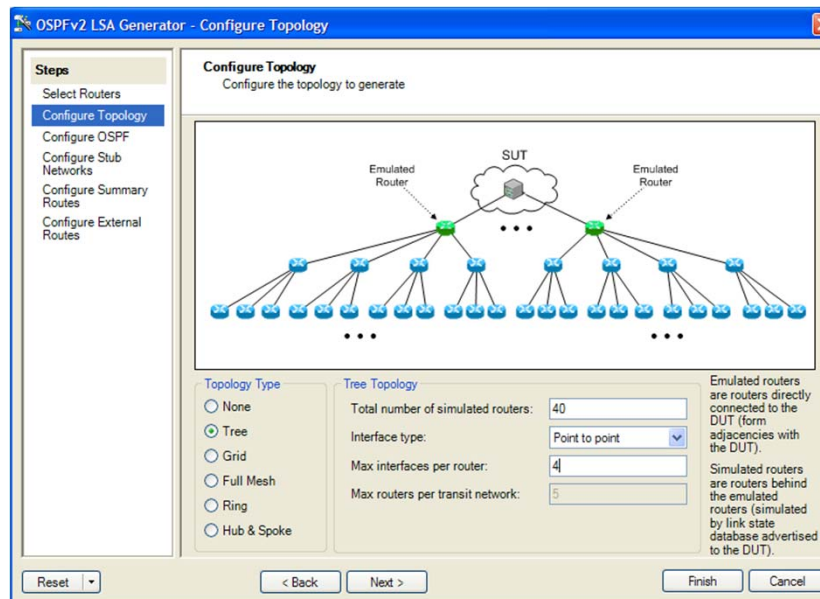 OSPFv2 LSA Generator - Configure Topology
Steps
Select Routers
Configure Topology
Configure OSPF
Configure Stub
Networks
Configure Summary
Routes
Configure External
Routes
Configure Topology
Configure the topology to generate
SUT
Emulated
Router
Emulated
Router
Topology Type
None
Tree
Grid
Full Mesh
Ring
Hub & Spoke
Tree Topology
Total number of simulated routers: 40
Interface type: Point to point
Max interfaces per router: 4
Max routers per transit network: 5
Emulated routers
are routers directly
connected to the
DUT (form
adjacencies with
the DUT).
Simulated routers
are routers behind
the emulated
routers (simulated
by link state
database advertised
to the DUT).
Reset
< Back
Next >
Finish
Cancel